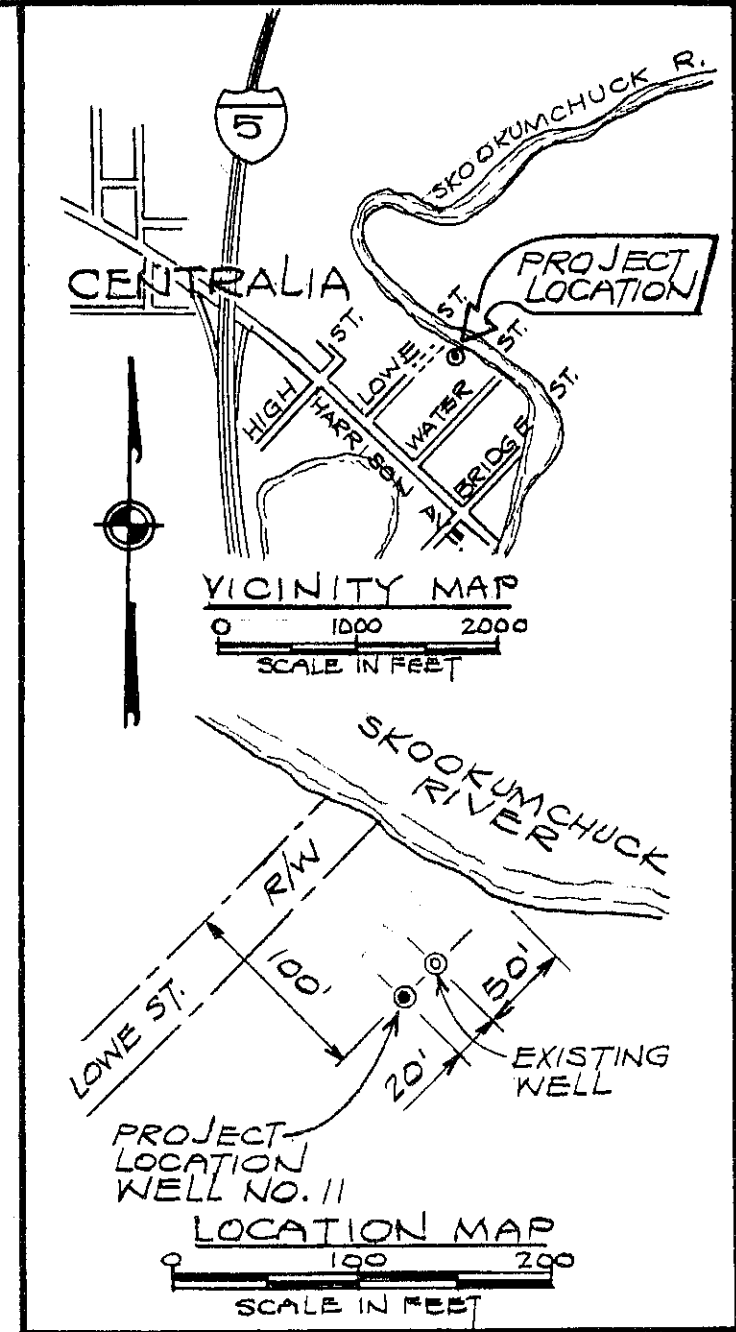 5
SKOOKUMCHUCK R.
CENTRALIA
PROJECT
LOCATION
HIGH ST.
LOWE ST.
WATER ST.
BRIDGE ST.
HARRISON AV.
VICINITY MAP
0 1000 2000
SCALE IN FEET
SKOOKUMCHUCK
RIVER
R/W
LOWE ST.
100'
50'
20'
EXISTING
WELL
PROJECT
LOCATION
WELL NO. 11
LOCATION MAP
0 100 200
SCALE IN FEET